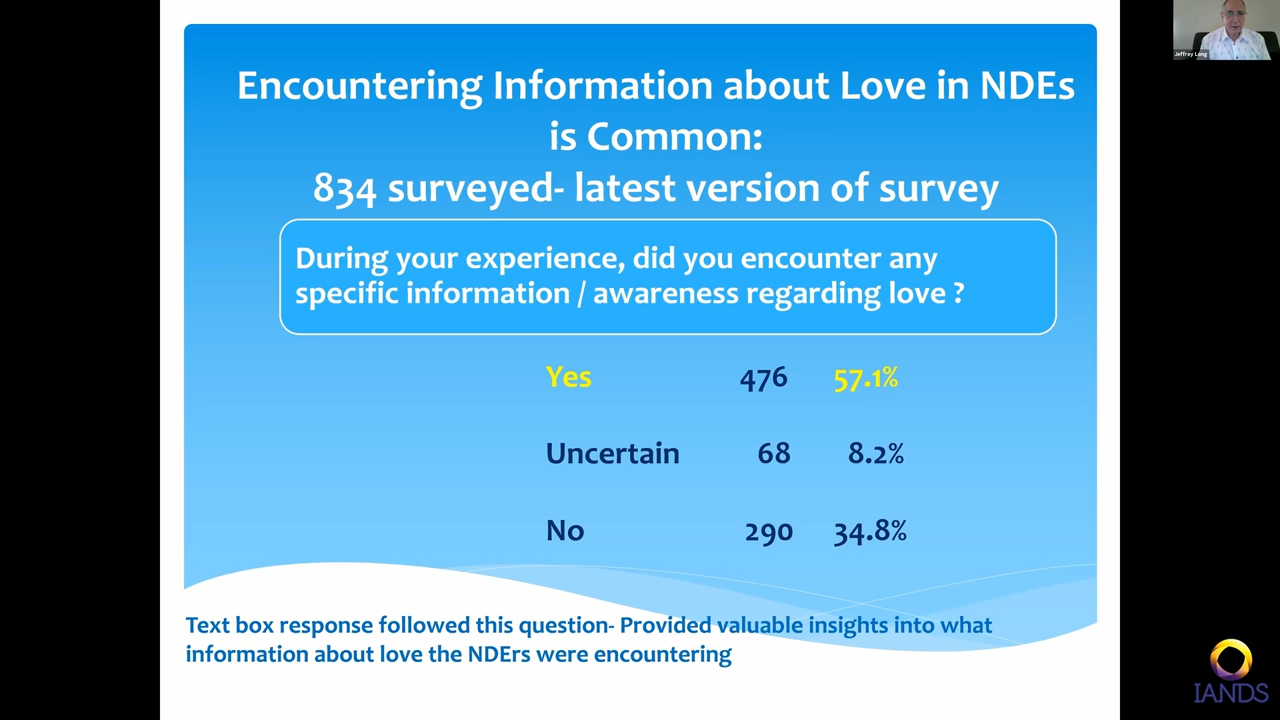 Encountering Information about Love in NDEs
is Common:
834 surveyed- latest version of survey
During your experience, did you encounter any
specific information / awareness regarding love ?
Yes 476 57.1%
Uncertain 68 8.2%
No 290 34.8%
Text box response followed this question- Provided valuable insights into what
information about love the NDErs were encountering
Jeffrey Long
IANDS